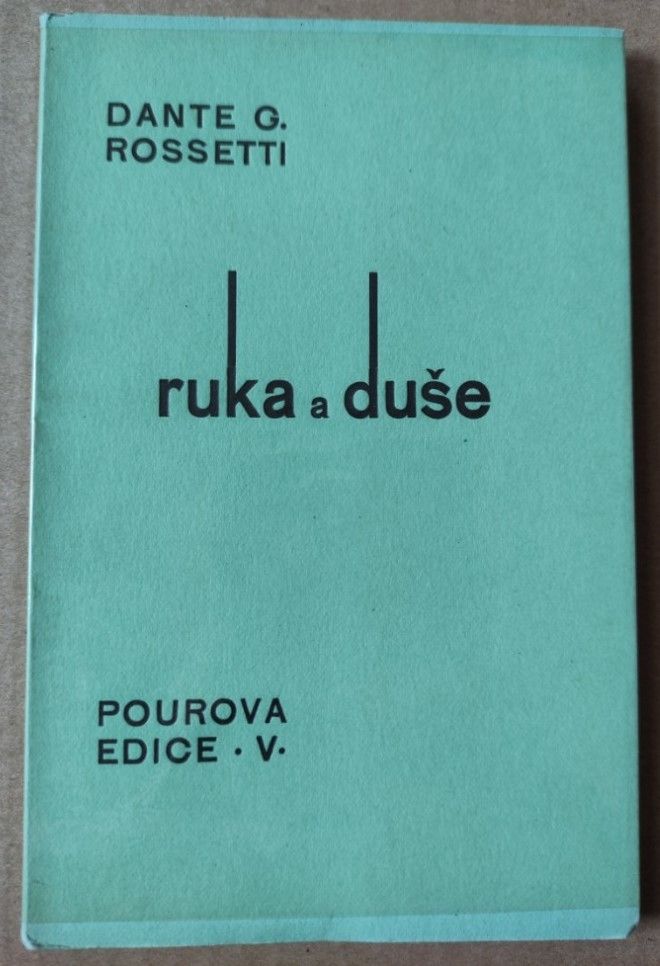 DANTE G.
ROSSETTI
ruka a duše
POUROVA
EDICE · V·